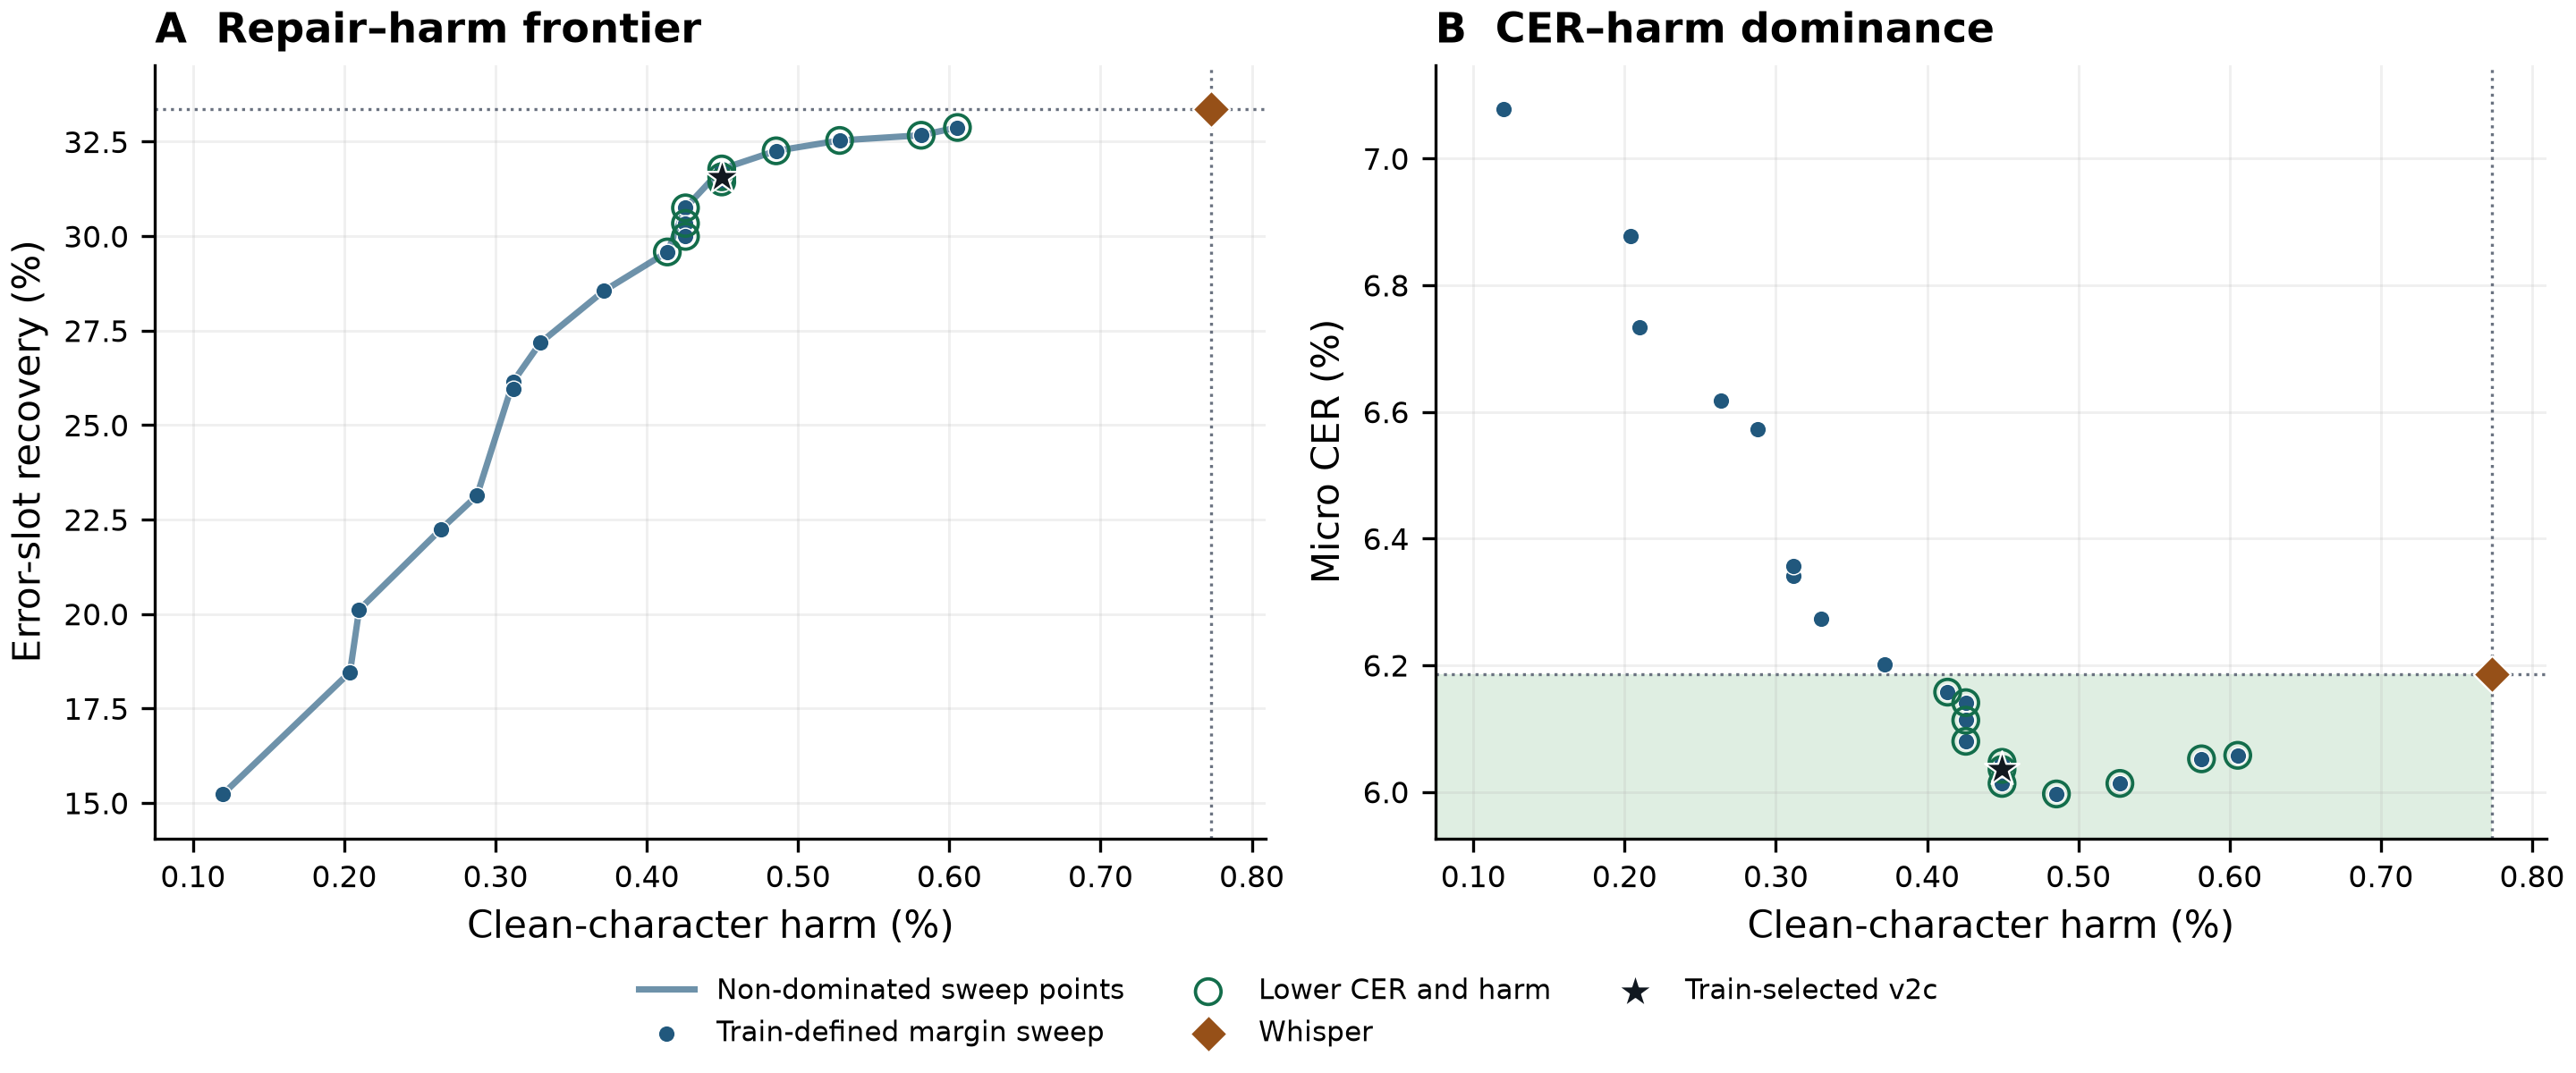 A Repair–harm frontier
Error-slot recovery (%)
32.5
30.0
27.5
25.0
22.5
20.0
17.5
15.0
0.10 0.20 0.30 0.40 0.50 0.60 0.70 0.80
Clean-character harm (%)
B CER–harm dominance
Micro CER (%)
7.0
6.8
6.6
6.4
6.2
6.0
0.10 0.20 0.30 0.40 0.50 0.60 0.70 0.80
Clean-character harm (%)
Non-dominated sweep points
Train-defined margin sweep
Lower CER and harm
Whisper
Train-selected v2c